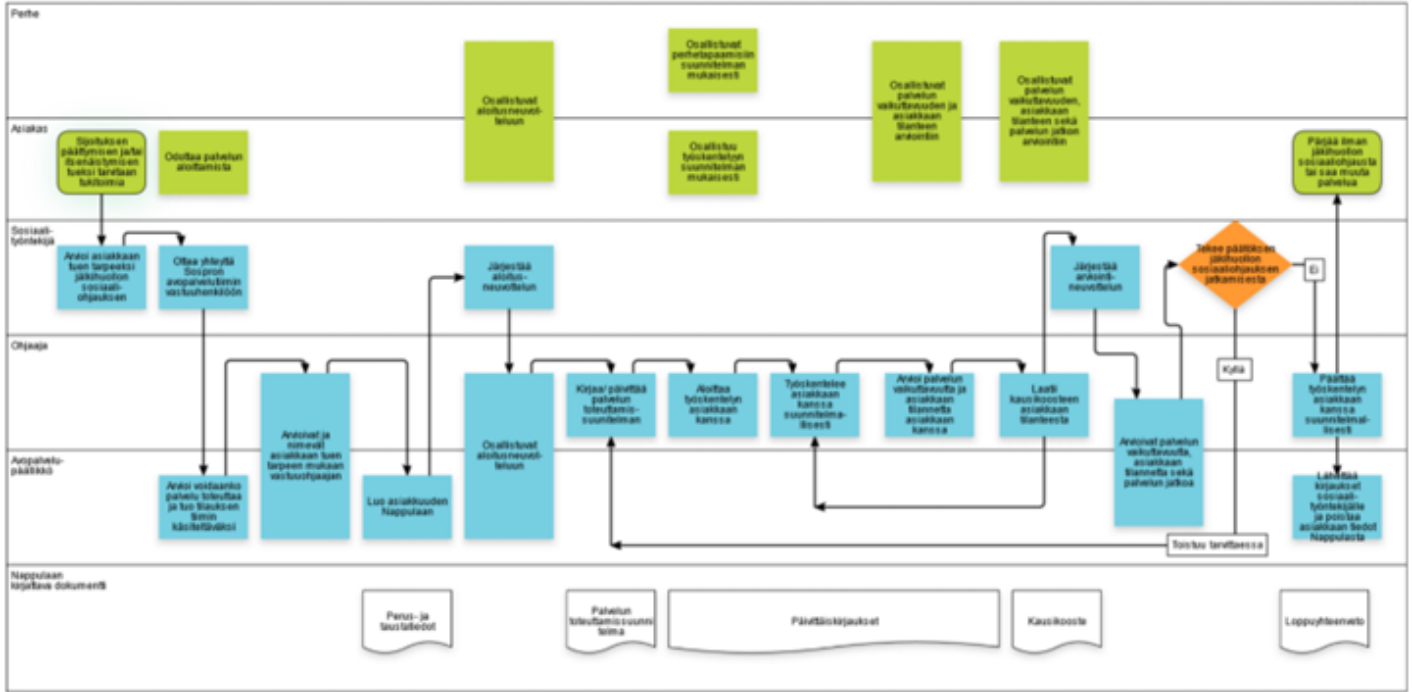 Perhe
Osallistuvat
aloitusneuvot-
teluun
Osallistuvat
perhetapaamisiin
suunnitelman
mukaisesti
Osallistuvat
palvelun
vaikuttavuuden ja
asiakkaan
tilanteen
arviointiin
Osallistuvat
palvelun
vaikuttavuuden,
asiakkaan
tilanteen sekä
palvelun jatkon
arviointiin
Asiakas
Sijoituksen
päättymisen ja/tai
itsenäistymisen
tueksi tarvitaan
tukitoimia
Odottaa palvelun
aloittamista
Osallistuu
työskentelyyn
suunnitelman
mukaisesti
Pärjää ilman
jälkihuollon
sosiaaliohjausta
tai saa muuta
palvelua
Sosiaali-
työntekijä
Arvioi asiakkaan
tuen tarpeeksi
jälkihuollon
sosiaali-
ohjauksen
Ottaa yhteyttä
Sospron
avopalvelutiimin
vastuuhenkilöön
Järjestää
aloitus-
neuvottelun
Järjestää
arviointi-
neuvottelun
Tekee päätöksen
jälkihuollon
sosiaaliohjauksen
jatkamisesta
Ei
Kyllä
Ohjaaja
Arvioivat ja
nimevät
asiakkaan tuen
tarpeen mukaan
vastuuohjaajan
Osallistuvat
aloitusneuvot-
teluun
Kirjaa/ päivittää
palvelun
toteuttamis-
suunnitelman
Aloittaa
työskentelyn
asiakkaan
kanssa
Työskentelee
asiakkaan
kanssa
suunnitelma-
llisesti
Arvioi palvelun
vaikuttavuutta ja
asiakkaan
tilannetta
asiakkaan
kanssa
Laatii
kausikoosteen
asiakkaan
tilanteesta
Arvioivat palvelun
vaikuttavuutta,
asiakkaan
tilannetta sekä
palvelun jatkoa
Päättää
työskentelyn
asiakkaan
kanssa
suunnitelmal-
lisesti
Avopalvelu-
päällikkö
Arvioi voidaanko
palvelu toteuttaa
ja tuo tilauksen
tiimin
käsiteltäväksi
Luo asiakkuuden
Nappulaan
Toistuu tarvittaessa
Lähettää
kirjaukset
sosiaali-
työntekijälle
ja poistaa
asiakkaan tiedot
Nappulasta
Nappulaan
kirjattava dokumentti
Perus- ja
taustatiedot
Palvelun
toteuttamissuunni
telma
Päivittäiskirjaukset
Kausikooste
Loppuyhteenveto